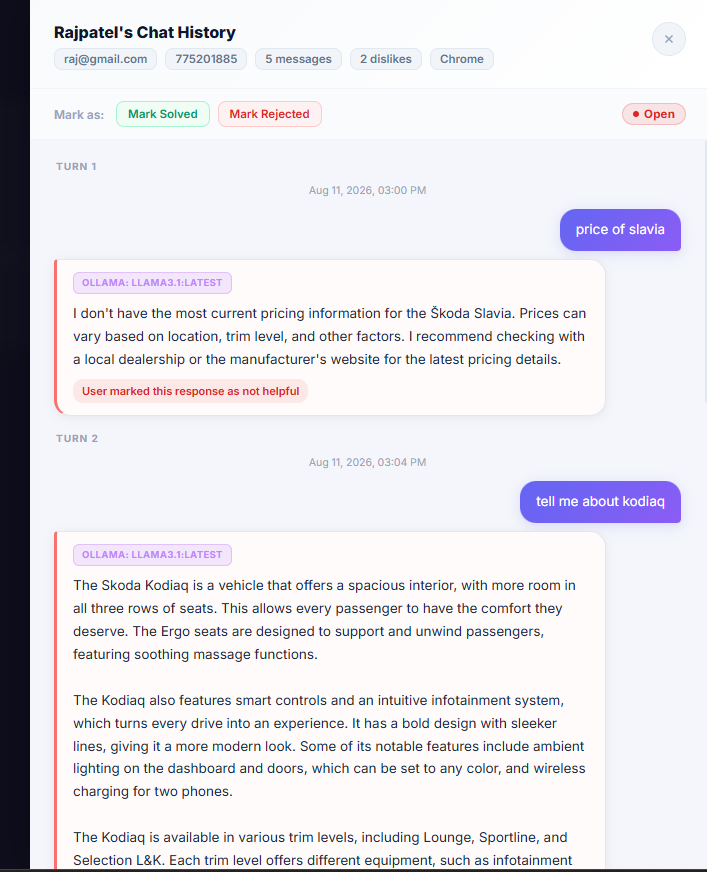 Rajpatel's Chat History
raj@gmail.com 775201885 5 messages 2 dislikes Chrome
Mark as: Mark Solved Mark Rejected Open
TURN 1
Aug 11, 2026, 03:00 PM
price of slavia
OLLAMA: LLAMA3.1:LATEST
I don't have the most current pricing information for the Škoda Slavia. Prices can
vary based on location, trim level, and other factors. I recommend checking with
a local dealership or the manufacturer's website for the latest pricing details.
User marked this response as not helpful
TURN 2
Aug 11, 2026, 03:04 PM
tell me about kodiaq
OLLAMA: LLAMA3.1:LATEST
The Skoda Kodiaq is a vehicle that offers a spacious interior, with more room in
all three rows of seats. This allows every passenger to have the comfort they
deserve. The Ergo seats are designed to support and unwind passengers,
featuring soothing massage functions.
The Kodiaq also features smart controls and an intuitive infotainment system,
which turns every drive into an experience. It has a bold design with sleeker
lines, giving it a more modern look. Some of its notable features include ambient
lighting on the dashboard and doors, which can be set to any color, and wireless
charging for two phones.
The Kodiaq is available in various trim levels, including Lounge, Sportline, and
Selection L&K. Each trim level offers different equipment, such as infotainment